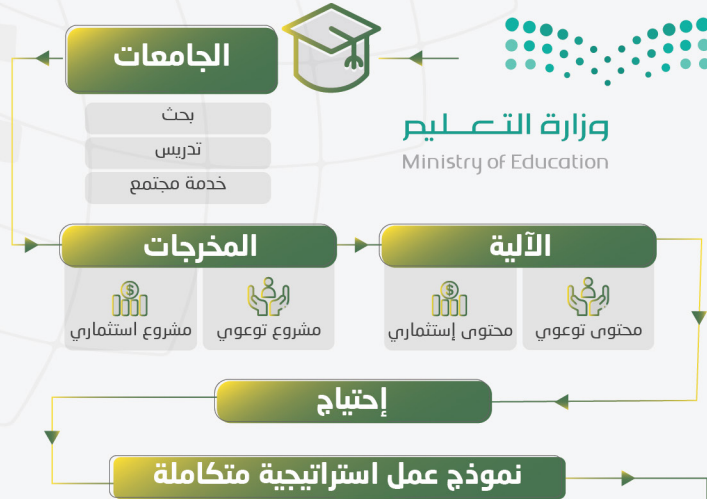 الجامعات
بحث
تدريس
خدمة مجتمع
وزارة التعـــليم
Ministry of Education
المخرجات
مشروع توعوي
مشروع استثماري
الآلية
محتوى توعوي
محتوى إستثماري
إحتياج
نموذج عمل استراتيجية متكاملة